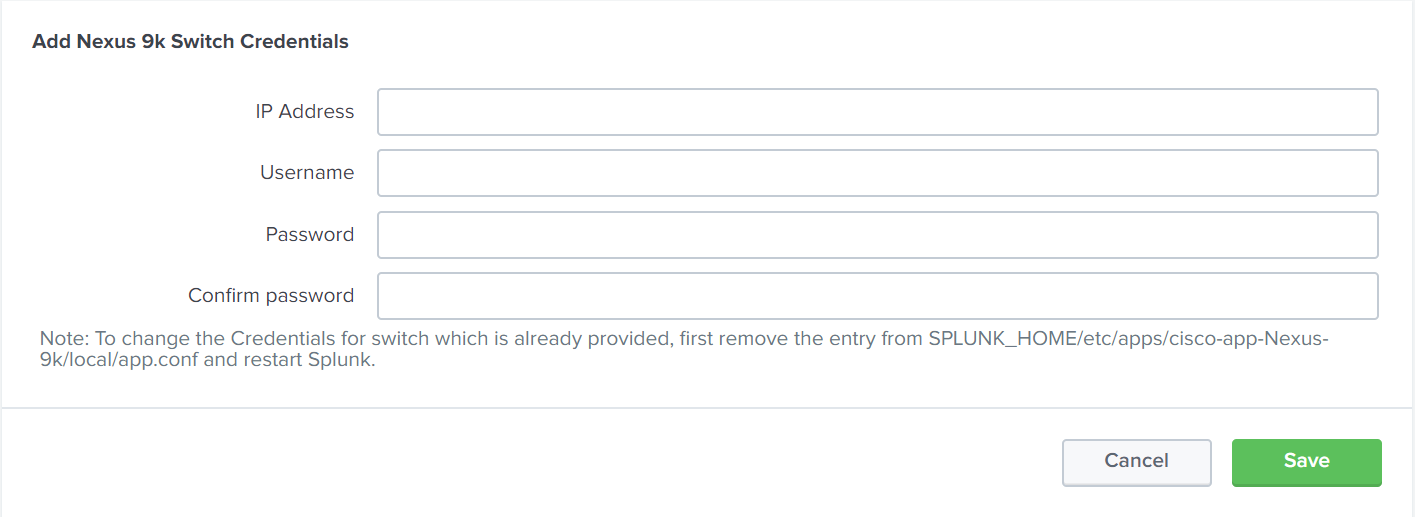 Add Nexus 9k Switch Credentials
IP Address
Username
Password
Confirm password
Note: To change the Credentials for switch which is already provided, first remove the entry from SPLUNK_HOME/etc/apps/cisco-app-Nexus-
9k/local/app.conf and restart Splunk.
Cancel
Save